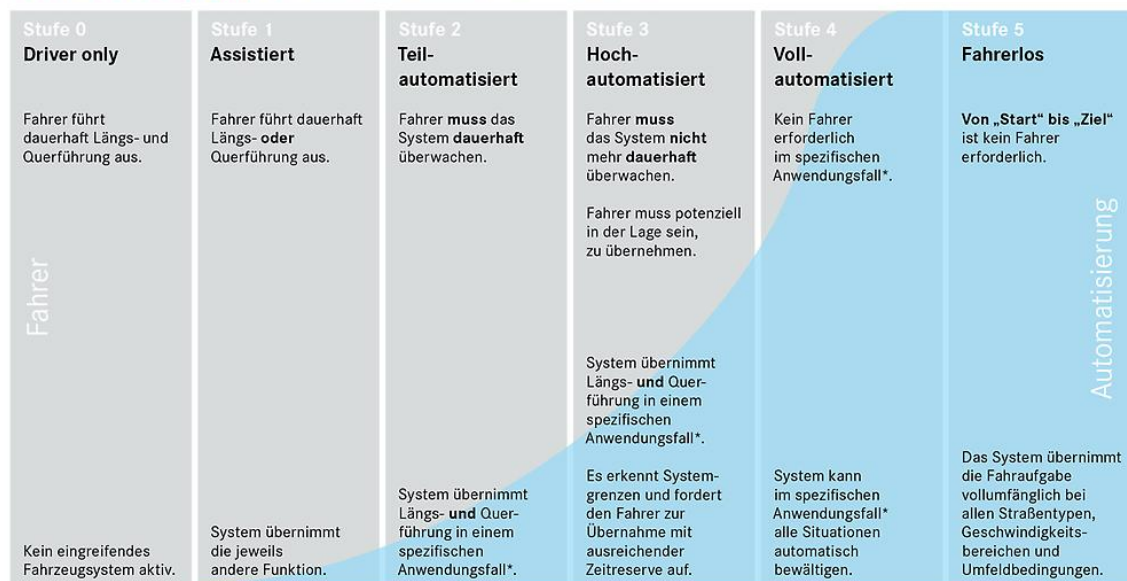 Stufe 0
Driver only
Fahrer führt
dauerhaft Längs- und
Querführung aus.
Kein eingreifendes
Fahrzeugsystem aktiv.
Stufe 1
Assistiert
Fahrer führt dauerhaft
Längs- oder
Querführung aus.
System übernimmt
die jeweils
andere Funktion.
Stufe 2
Teil-
automatisiert
Fahrer muss das
System dauerhaft
überwachen.
System übernimmt
Längs- und Quer-
führung in einem
spezifischen
Anwendungsfall*.
Stufe 3
Hoch-
automatisiert
Fahrer muss
das System nicht
mehr dauerhaft
überwachen.
Fahrer muss potenziell
in der Lage sein,
zu übernehmen.
System übernimmt
Längs- und Quer-
führung in einem
spezifischen
Anwendungsfall*.
Es erkennt System-
grenzen und fordert
den Fahrer zur
Übernahme mit
ausreichender
Zeitreserve auf.
Stufe 4
Voll-
automatisiert
Kein Fahrer
erforderlich
im spezifischen
Anwendungsfall*.
System kann
im spezifischen
Anwendungsfall*
alle Situationen
automatisch
bewältigen.
Stufe 5
Fahrerlos
Von „Start“ bis „Ziel“
ist kein Fahrer
erforderlich.
Das System übernimmt
die Fahraufgabe
vollumfänglich bei
allen Straßentypen,
Geschwindigkeits-
bereichen und
Umfeldbedingungen.
Fahrer
Automatisierung